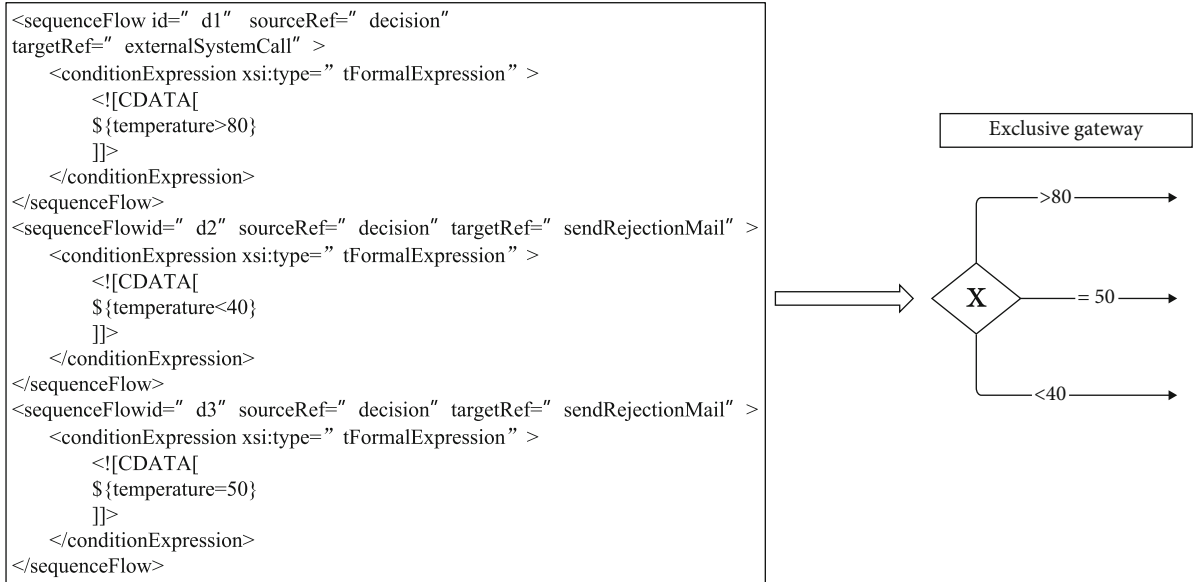 <sequenceFlow id=″ d1″ sourceRef=″ decision″
targetRef=″ externalSystemCall″ >
<conditionExpression xsi:type=” tFormalExpression” >
<![CDATA[
${temperature>80}
]]>
</conditionExpression>
</sequenceFlow>
<sequenceFlowid=″ d2″ sourceRef=″ decision″ targetRef=″ sendRejectionMail″ >
<conditionExpression xsi:type=” tFormalExpression” >
<![CDATA[
${temperature<40}
]]>
</conditionExpression>
</sequenceFlow>
<sequenceFlowid=″ d3″ sourceRef=″ decision″ targetRef=″ sendRejectionMail″ >
<conditionExpression xsi:type=” tFormalExpression” >
<![CDATA[
${temperature=50}
]]>
</conditionExpression>
</sequenceFlow>
Exclusive gateway
>80
X
= 50
<40